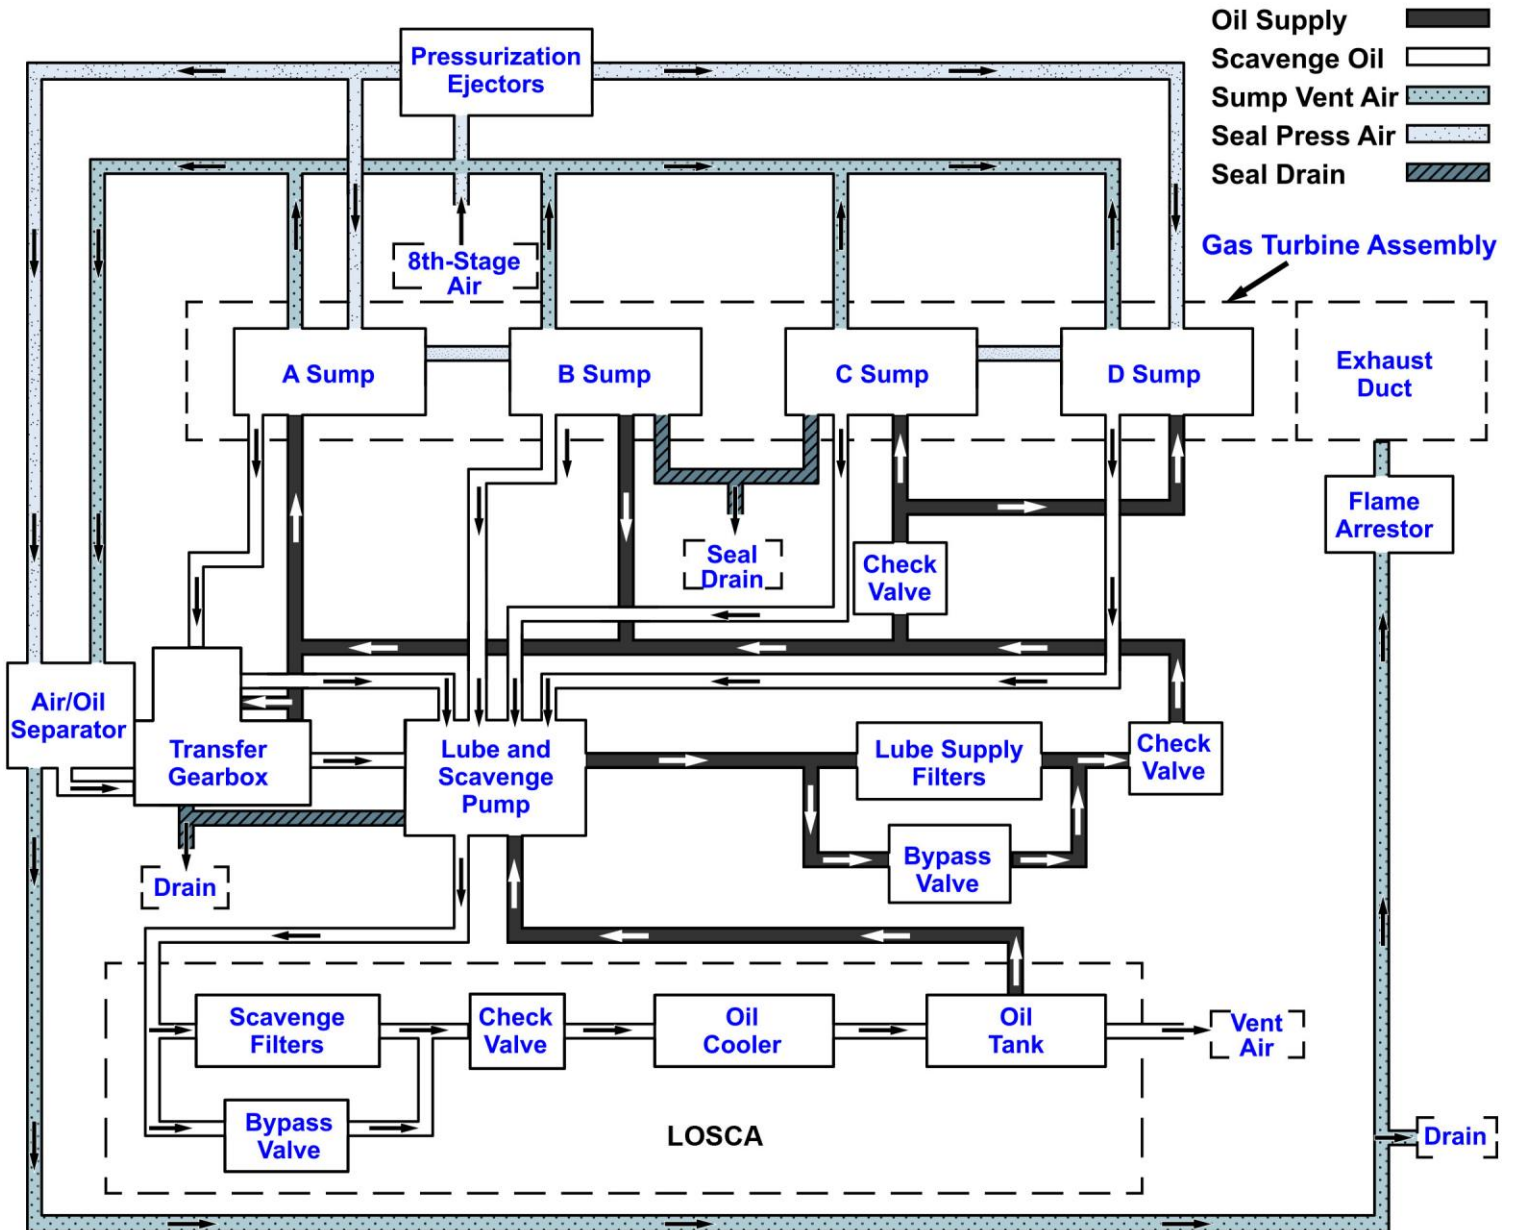 Oil Supply
Scavenge Oil
Sump Vent Air
Seal Press Air
Seal Drain
Pressurization
Ejectors
8th-Stage
Air
Gas Turbine Assembly
A Sump
B Sump
C Sump
D Sump
Exhaust
Duct
Flame
Arrestor
Seal
Drain
Check
Valve
Air/Oil
Separator
Transfer
Gearbox
Lube and
Scavenge
Pump
Lube Supply
Filters
Check
Valve
Bypass
Valve
Drain
Scavenge
Filters
Check
Valve
Oil
Cooler
Oil
Tank
Vent
Air
Bypass
Valve
LOSCA
Drain